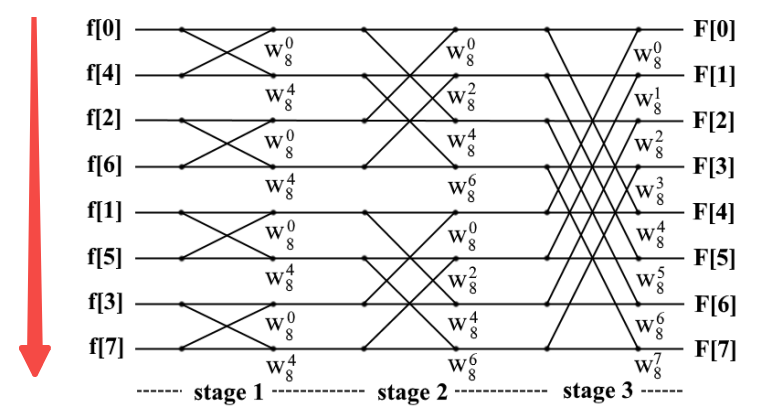 f[0] F[0]
w_8^0 w_8^0 w_8^0
f[4] F[1]
w_8^4 w_8^2 w_8^1
f[2] F[2]
w_8^0 w_8^4 w_8^2
f[6] F[3]
w_8^4 w_8^6 w_8^3
f[1] F[4]
w_8^0 w_8^0 w_8^4
f[5] F[5]
w_8^4 w_8^2 w_8^5
f[3] F[6]
w_8^0 w_8^4 w_8^6
f[7] F[7]
w_8^4 w_8^6 w_8^7
stage 1 stage 2 stage 3